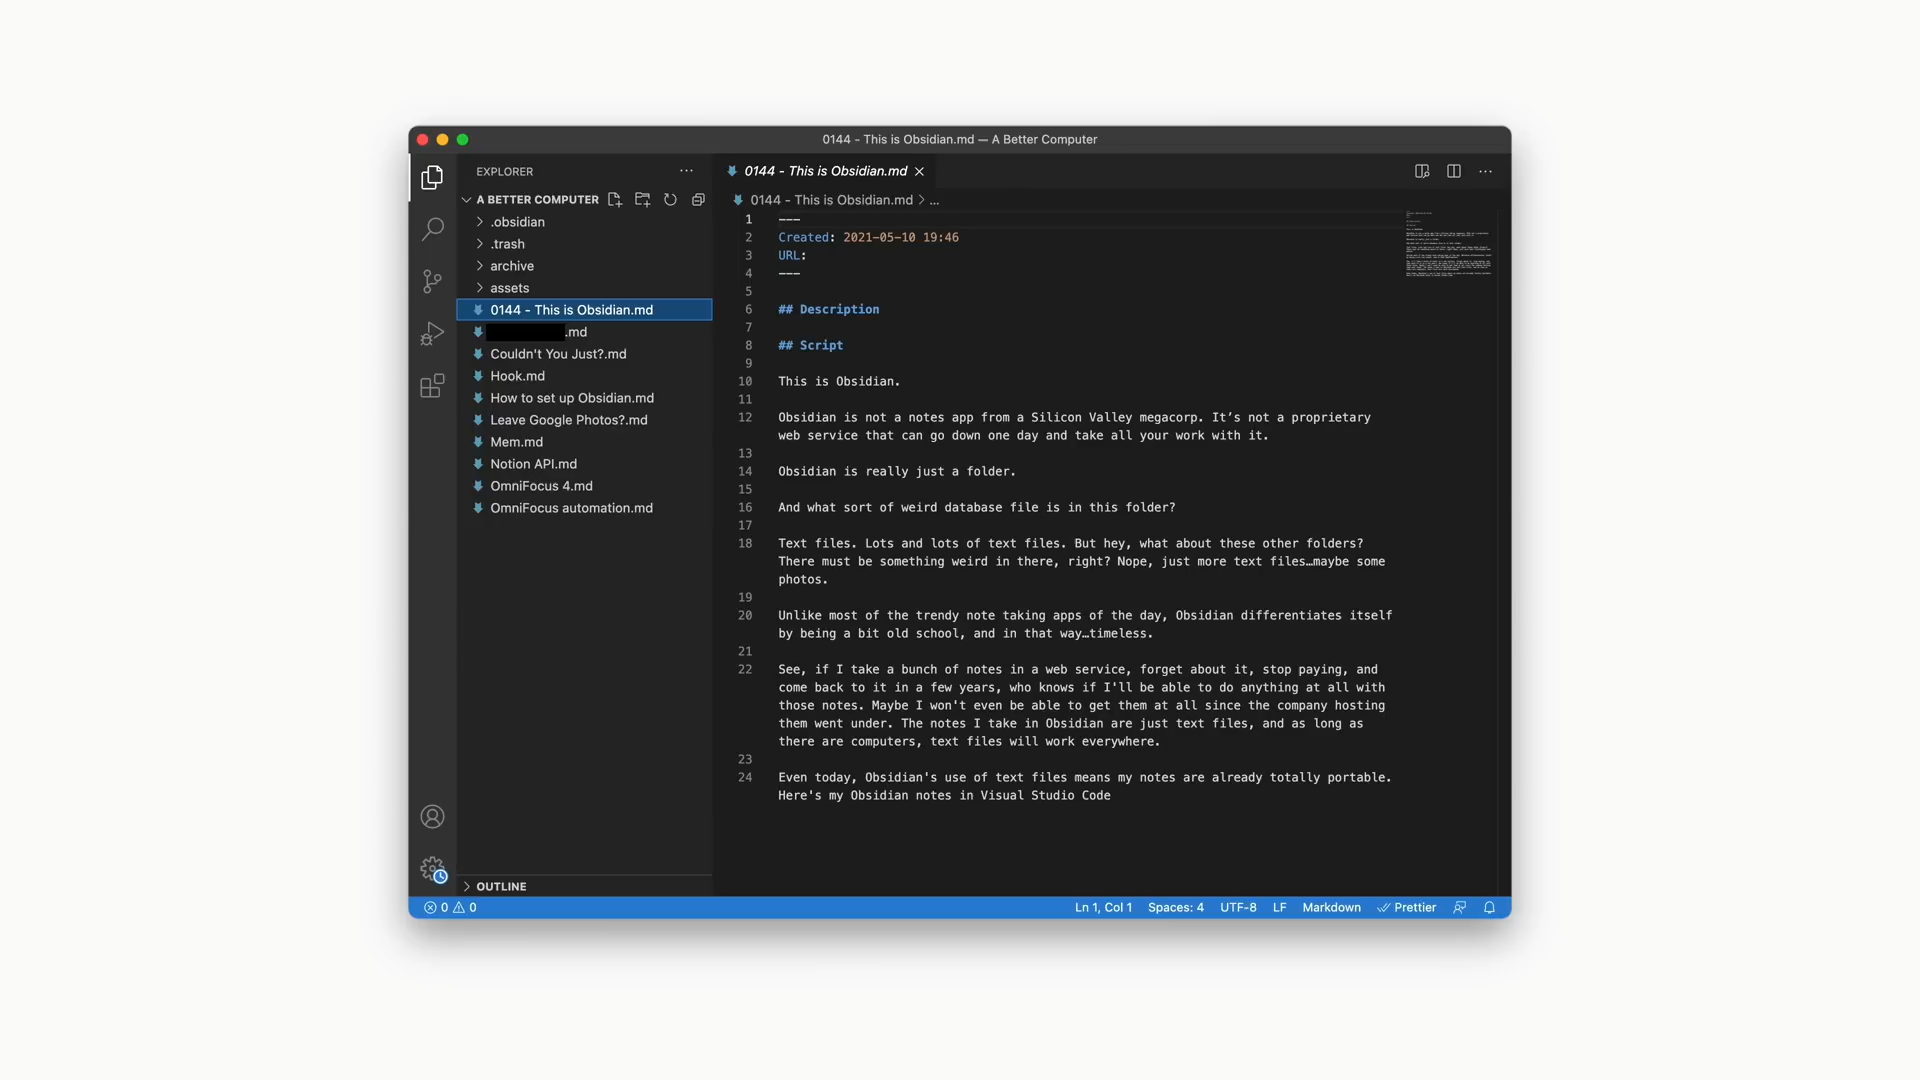 0144 - This is Obsidian.md — A Better Computer
EXPLORER
A BETTER COMPUTER
.obsidian
.trash
archive
assets
0144 - This is Obsidian.md
.md
Couldn't You Just?.md
Hook.md
How to set up Obsidian.md
Leave Google Photos?.md
Mem.md
Notion API.md
OmniFocus 4.md
OmniFocus automation.md
OUTLINE
0144 - This is Obsidian.md
0144 - This is Obsidian.md > ...
1 ---
2 Created: 2021-05-10 19:46
3 URL:
4 ---
5
6 ## Description
7
8 ## Script
9
10 This is Obsidian.
11
12 Obsidian is not a notes app from a Silicon Valley megacorp. It’s not a proprietary
web service that can go down one day and take all your work with it.
13
14 Obsidian is really just a folder.
15
16 And what sort of weird database file is in this folder?
17
18 Text files. Lots and lots of text files. But hey, what about these other folders?
There must be something weird in there, right? Nope, just more text files…maybe some
photos.
19
20 Unlike most of the trendy note taking apps of the day, Obsidian differentiates itself
by being a bit old school, and in that way…timeless.
21
22 See, if I take a bunch of notes in a web service, forget about it, stop paying, and
come back to it in a few years, who knows if I'll be able to do anything at all with
those notes. Maybe I won't even be able to get them at all since the company hosting
them went under. The notes I take in Obsidian are just text files, and as long as
there are computers, text files will work everywhere.
23
24 Even today, Obsidian's use of text files means my notes are already totally portable.
Here's my Obsidian notes in Visual Studio Code
0 0
Ln 1, Col 1 Spaces: 4 UTF-8 LF Markdown Prettier